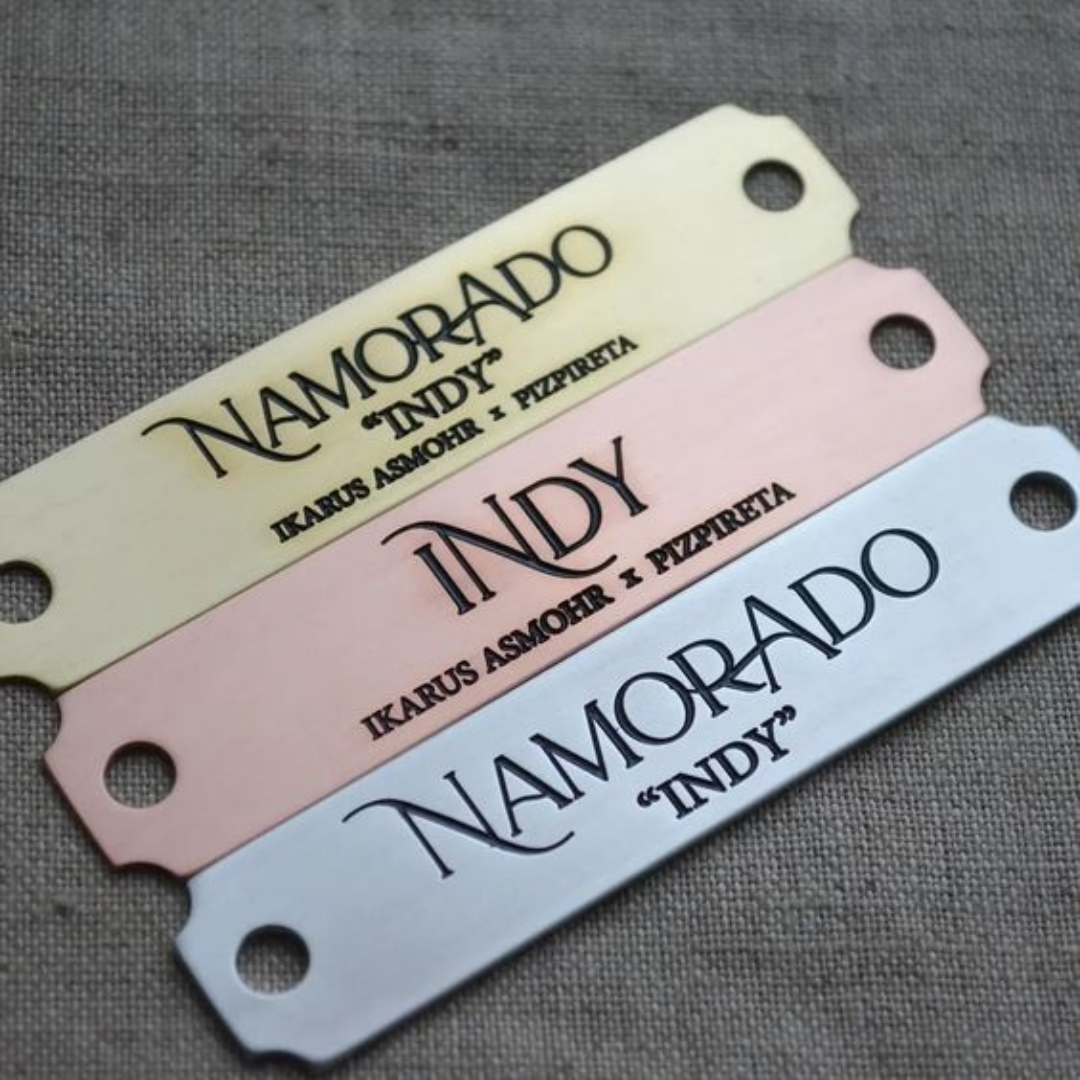 NAMORADO
“INDY”
IKARUS ASMOHR x PIZPIRETA
INDY
IKARUS ASMOHR x PIZPIRETA
NAMORADO
“INDY”